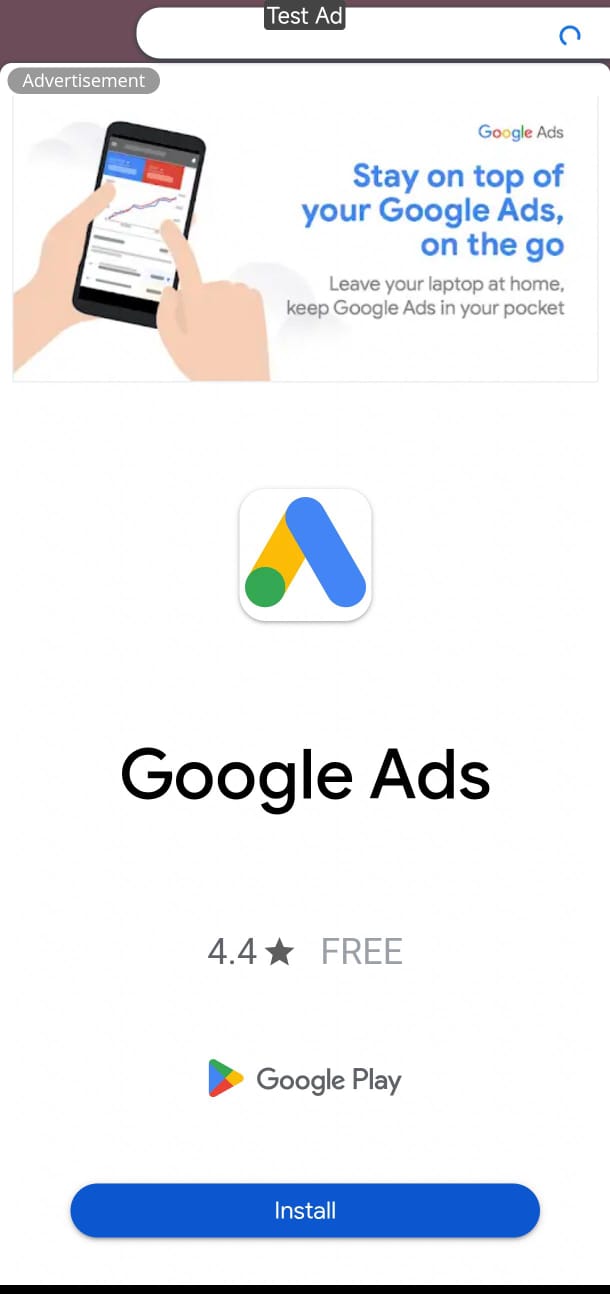 Test Ad
Advertisement
Google Ads
Stay on top of
your Google Ads,
on the go
Leave your laptop at home,
keep Google Ads in your pocket
Google Ads
4.4★ FREE
Google Play
Install